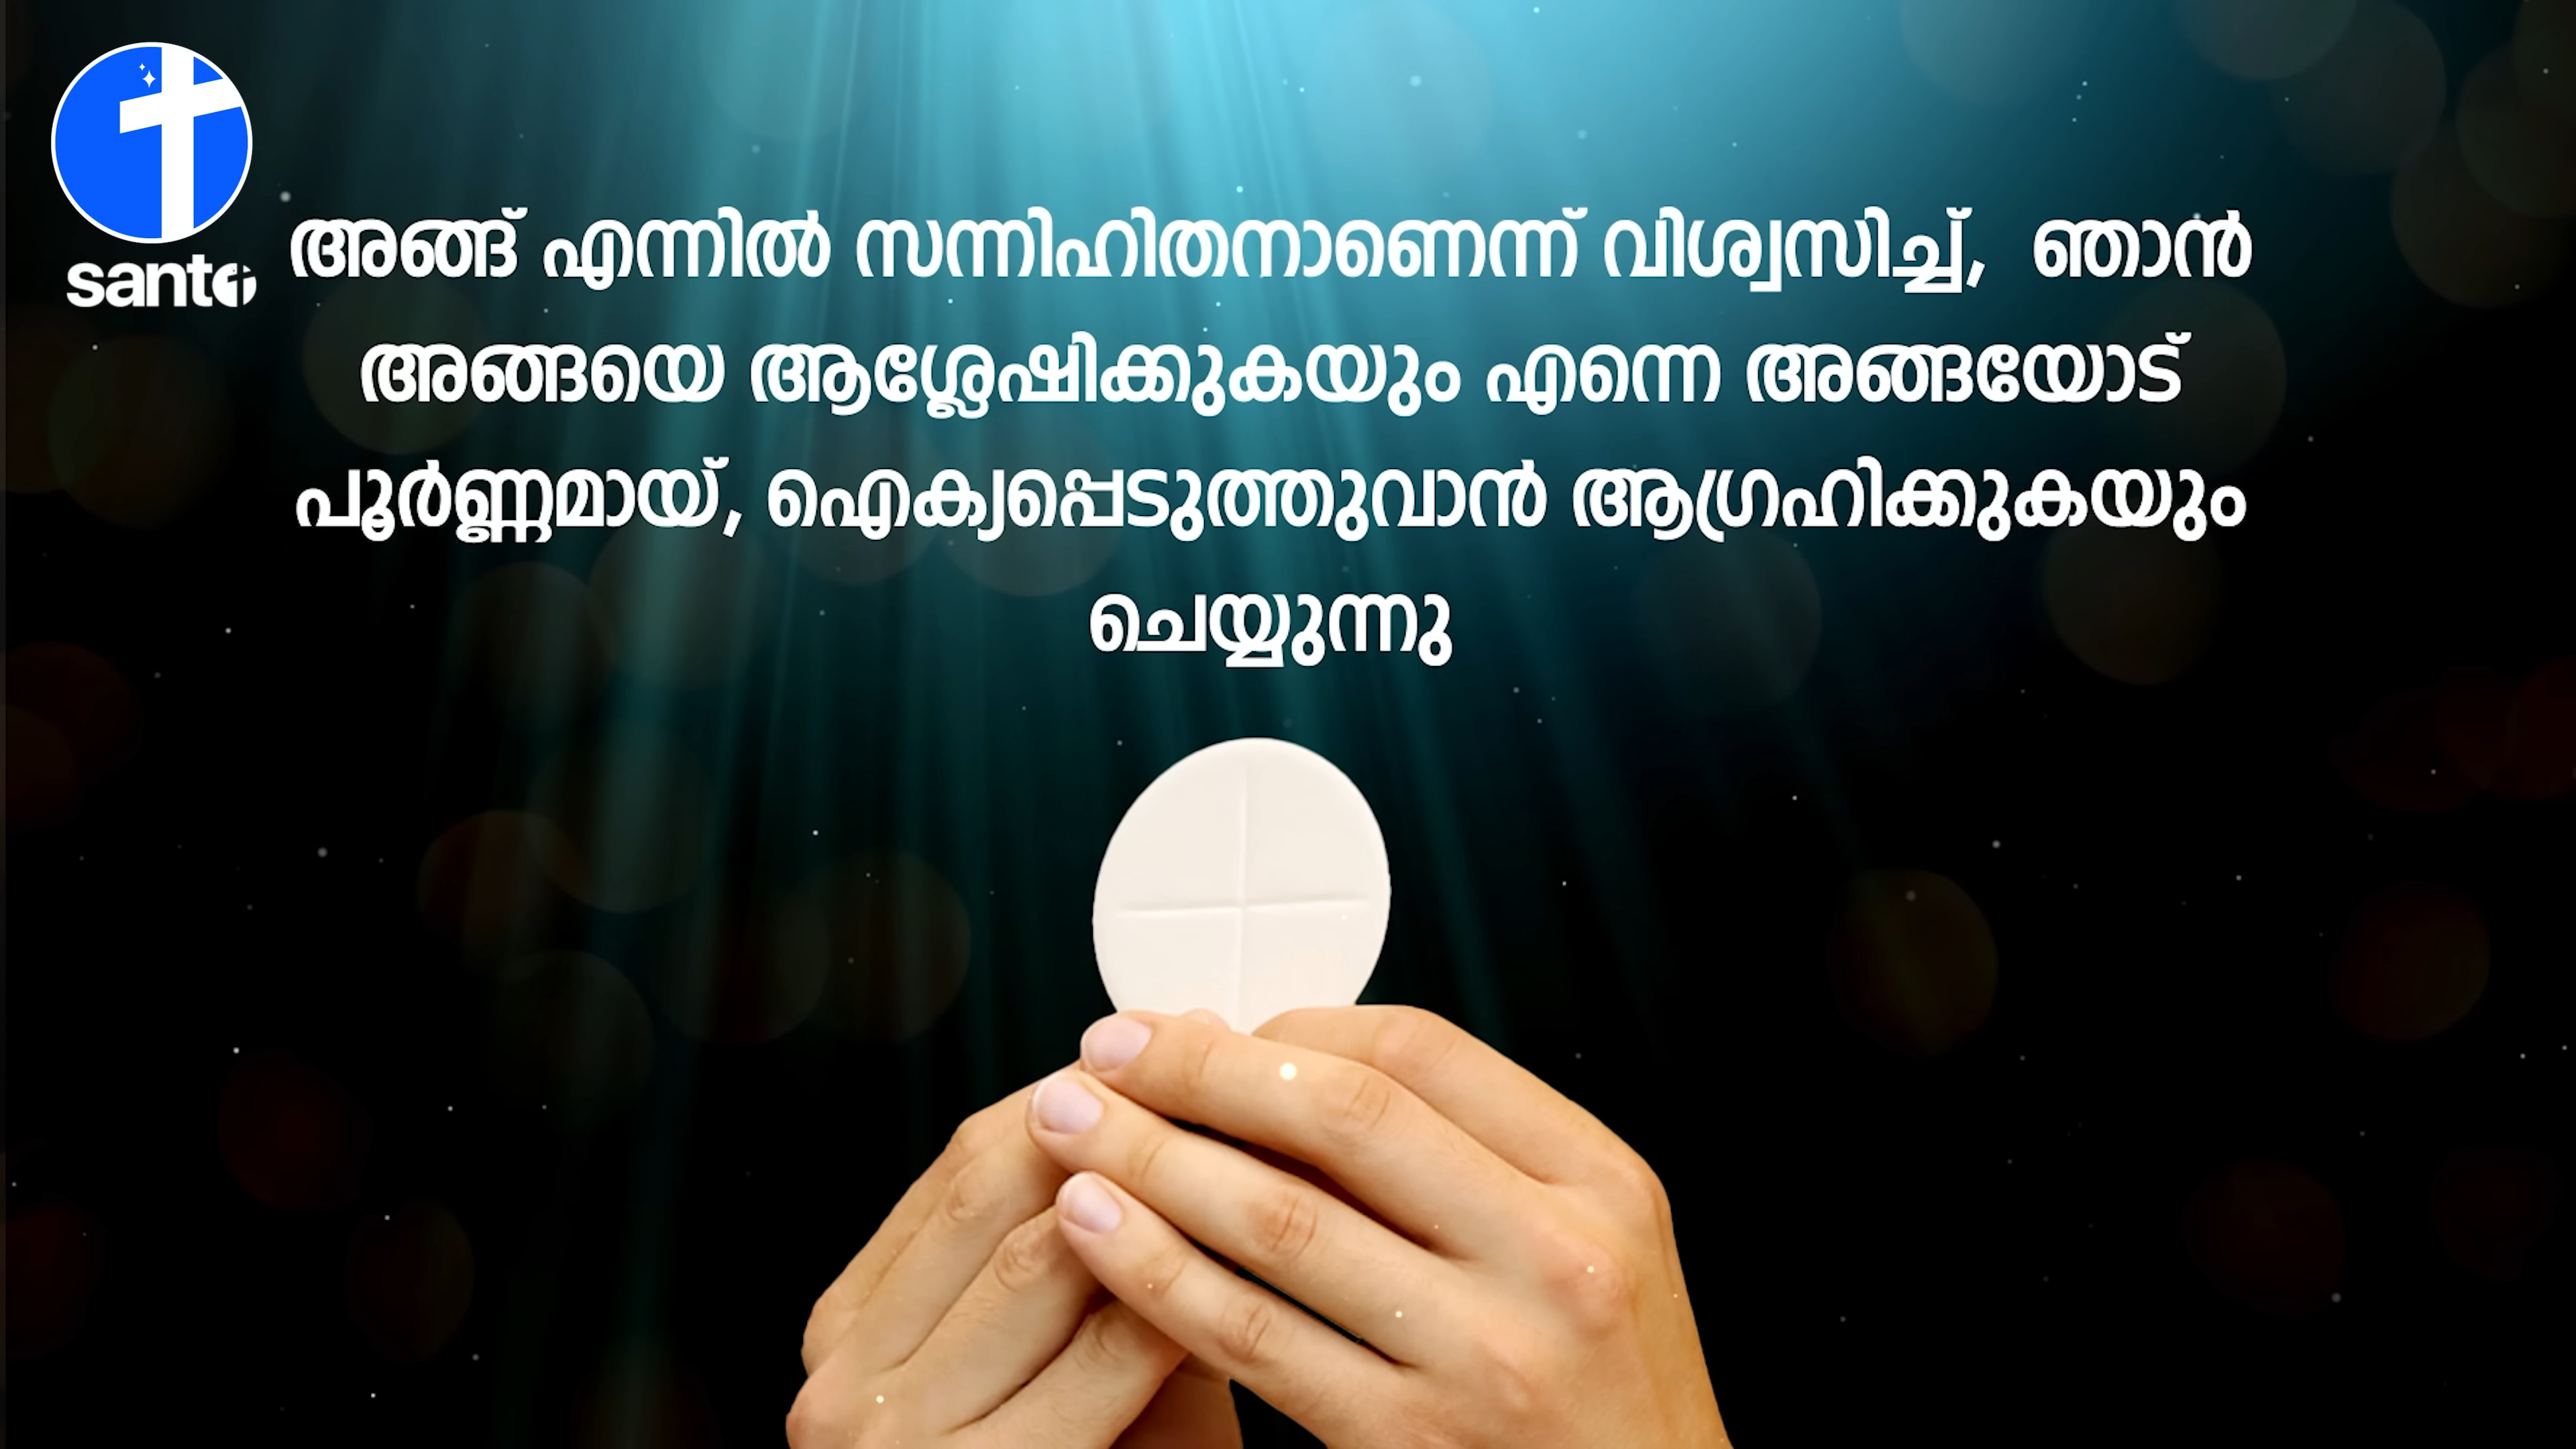 santo
അങ്ങ് എന്നിൽ സന്നിഹിതനാണെന്ന് വിശ്വസിച്ച്, ഞാൻ
അങ്ങയെ ആശ്ലേഷിക്കുകയും എന്നെ അങ്ങയോട്
പൂർണ്ണമായ്, ഐക്യപ്പെടുത്തുവാൻ ആഗ്രഹിക്കുകയും
ചെയ്യുന്നു